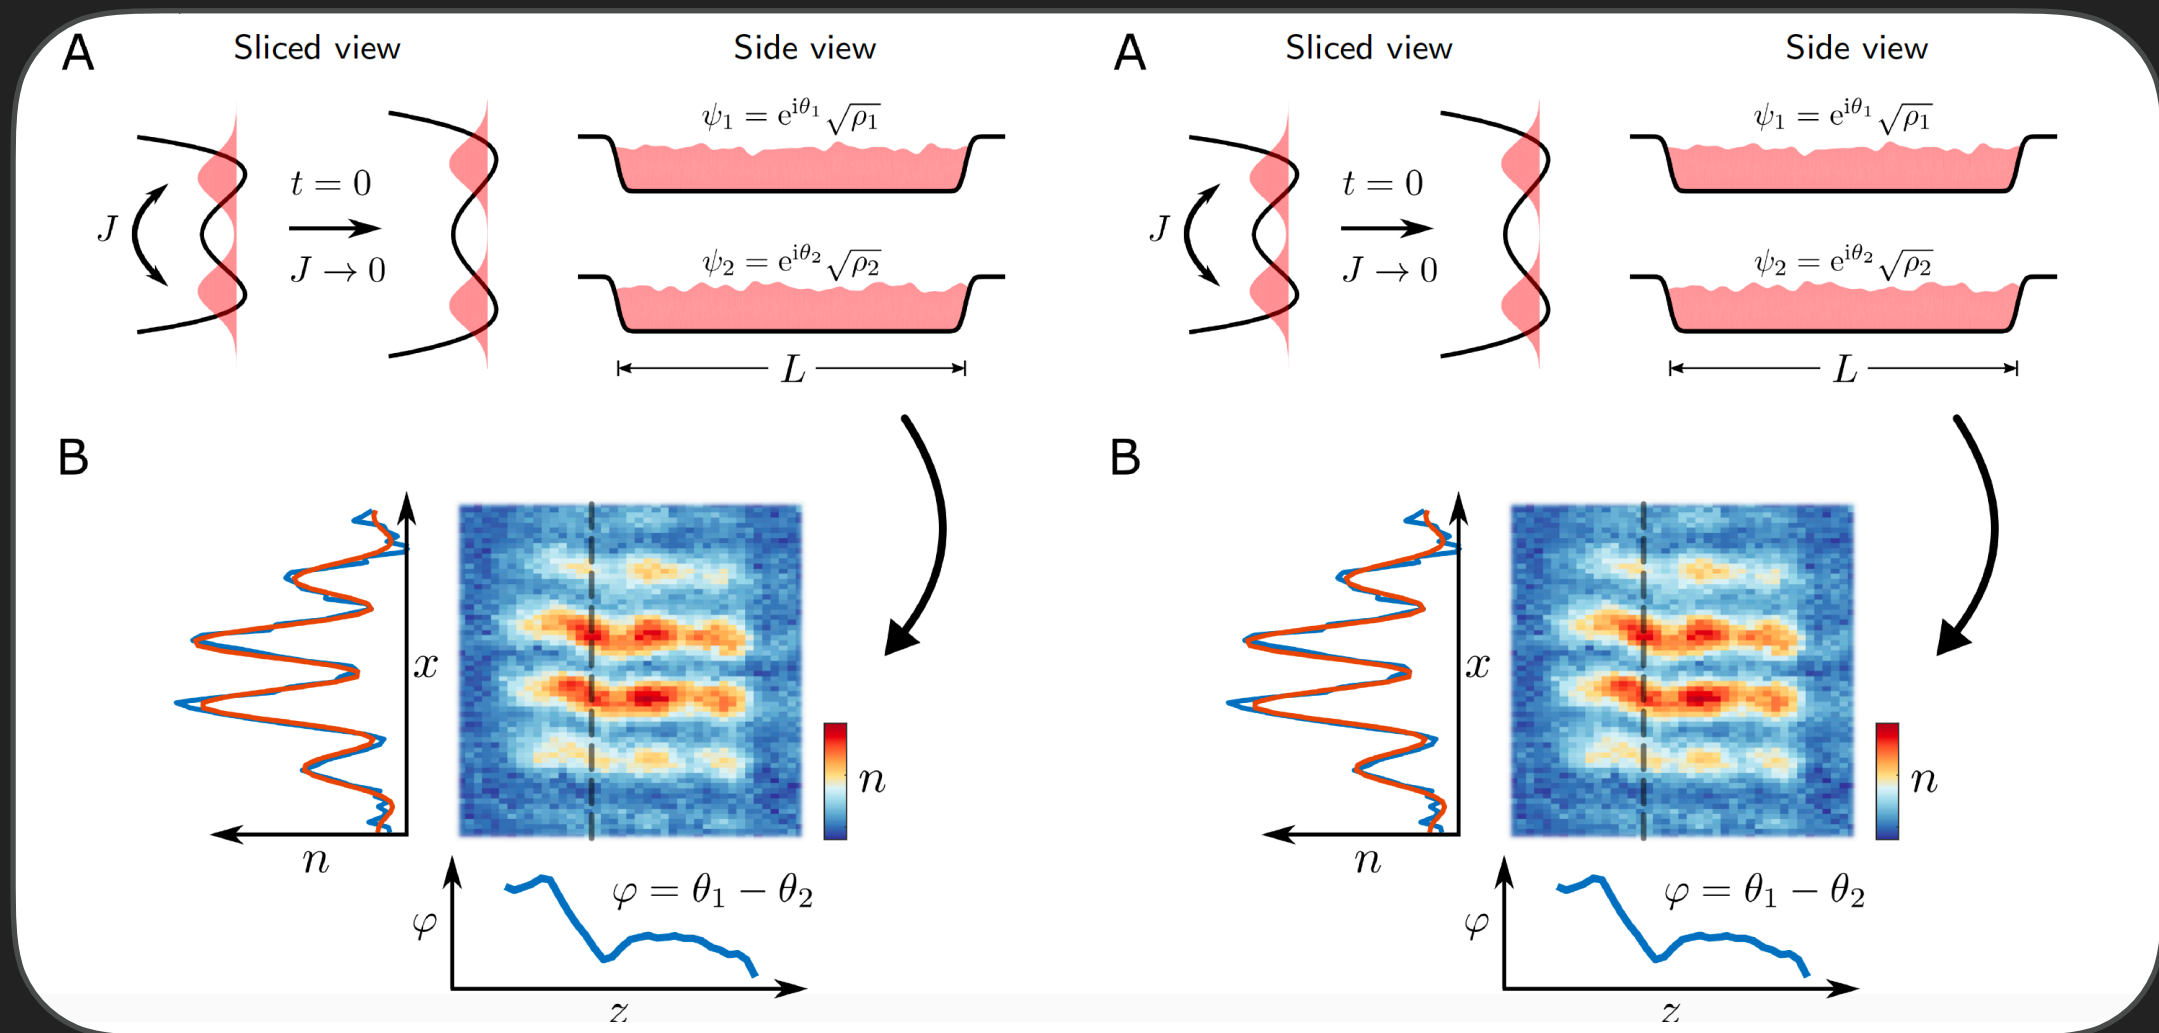 A
Sliced view
Side view
J
t = 0
J → 0
ψ₁ = e^{iθ₁}√ρ₁
ψ₂ = e^{iθ₂}√ρ₂
L
B
x
n
n
φ = θ₁ − θ₂
φ
z
A
Sliced view
Side view
J
t = 0
J → 0
ψ₁ = e^{iθ₁}√ρ₁
ψ₂ = e^{iθ₂}√ρ₂
L
B
x
n
n
φ = θ₁ − θ₂
φ
z